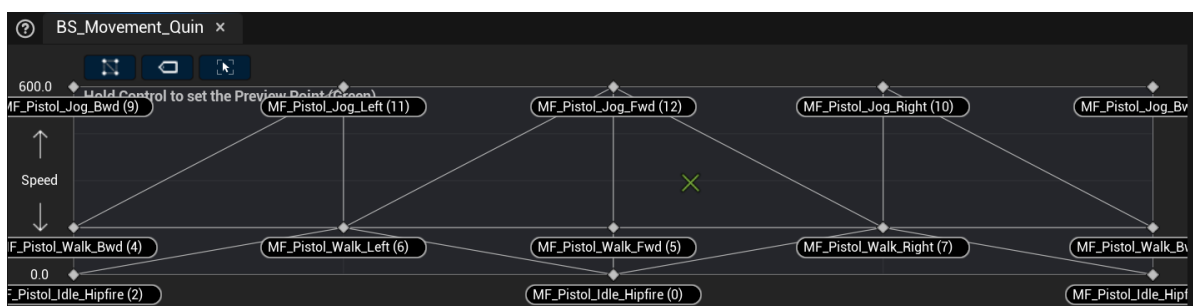 BS_Movement_Quin
600.0
Hold Control to set the Preview Point (Green)
MF_Pistol_Jog_Bwd (9) MF_Pistol_Jog_Left (11) MF_Pistol_Jog_Fwd (12) MF_Pistol_Jog_Right (10) MF_Pistol_Jog_Bw
Speed
F_Pistol_Walk_Bwd (4) MF_Pistol_Walk_Left (6) MF_Pistol_Walk_Fwd (5) MF_Pistol_Walk_Right (7) MF_Pistol_Walk_Bw
0.0
F_Pistol_Idle_Hipfire (2) MF_Pistol_Idle_Hipfire (0) MF_Pistol_Idle_Hipf